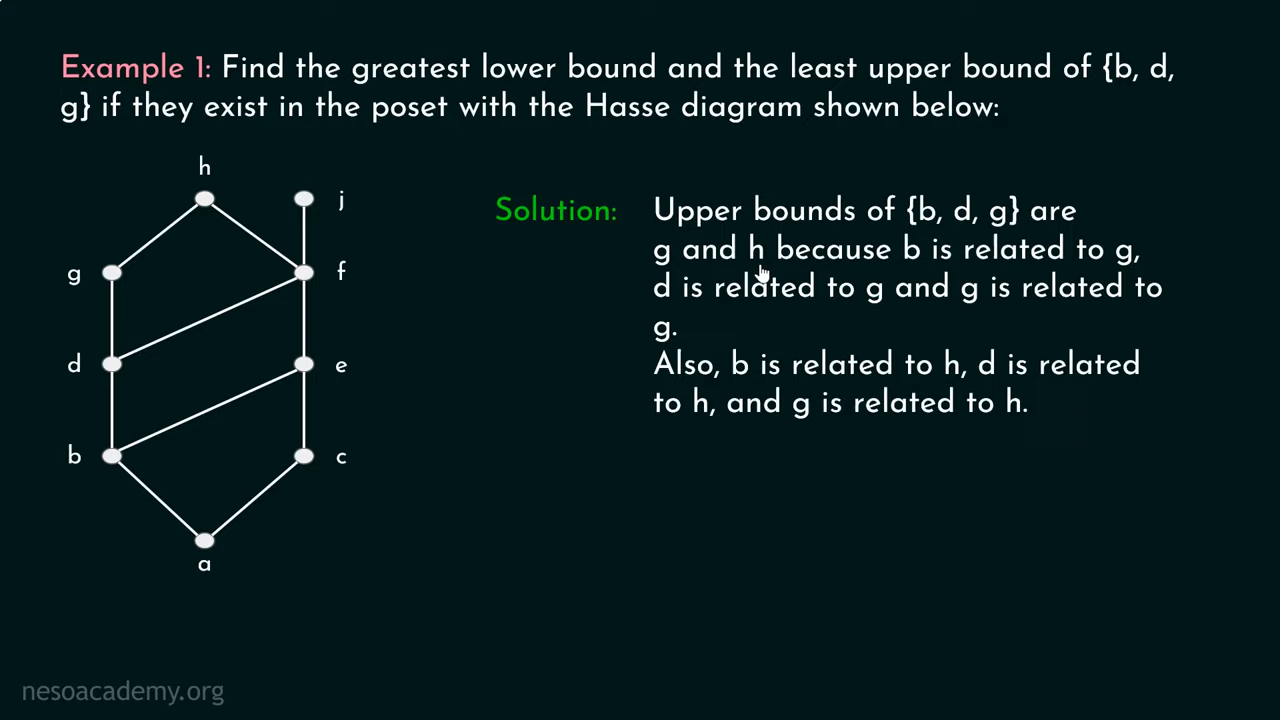 Example 1: Find the greatest lower bound and the least upper bound of {b, d,
g} if they exist in the poset with the Hasse diagram shown below:
h
j
Solution: Upper bounds of {b, d, g} are
g and h because b is related to g,
g
f
d is related to g and g is related to
g.
d
e
Also, b is related to h, d is related
to h, and g is related to h.
b
c
a
nesoacademy.org